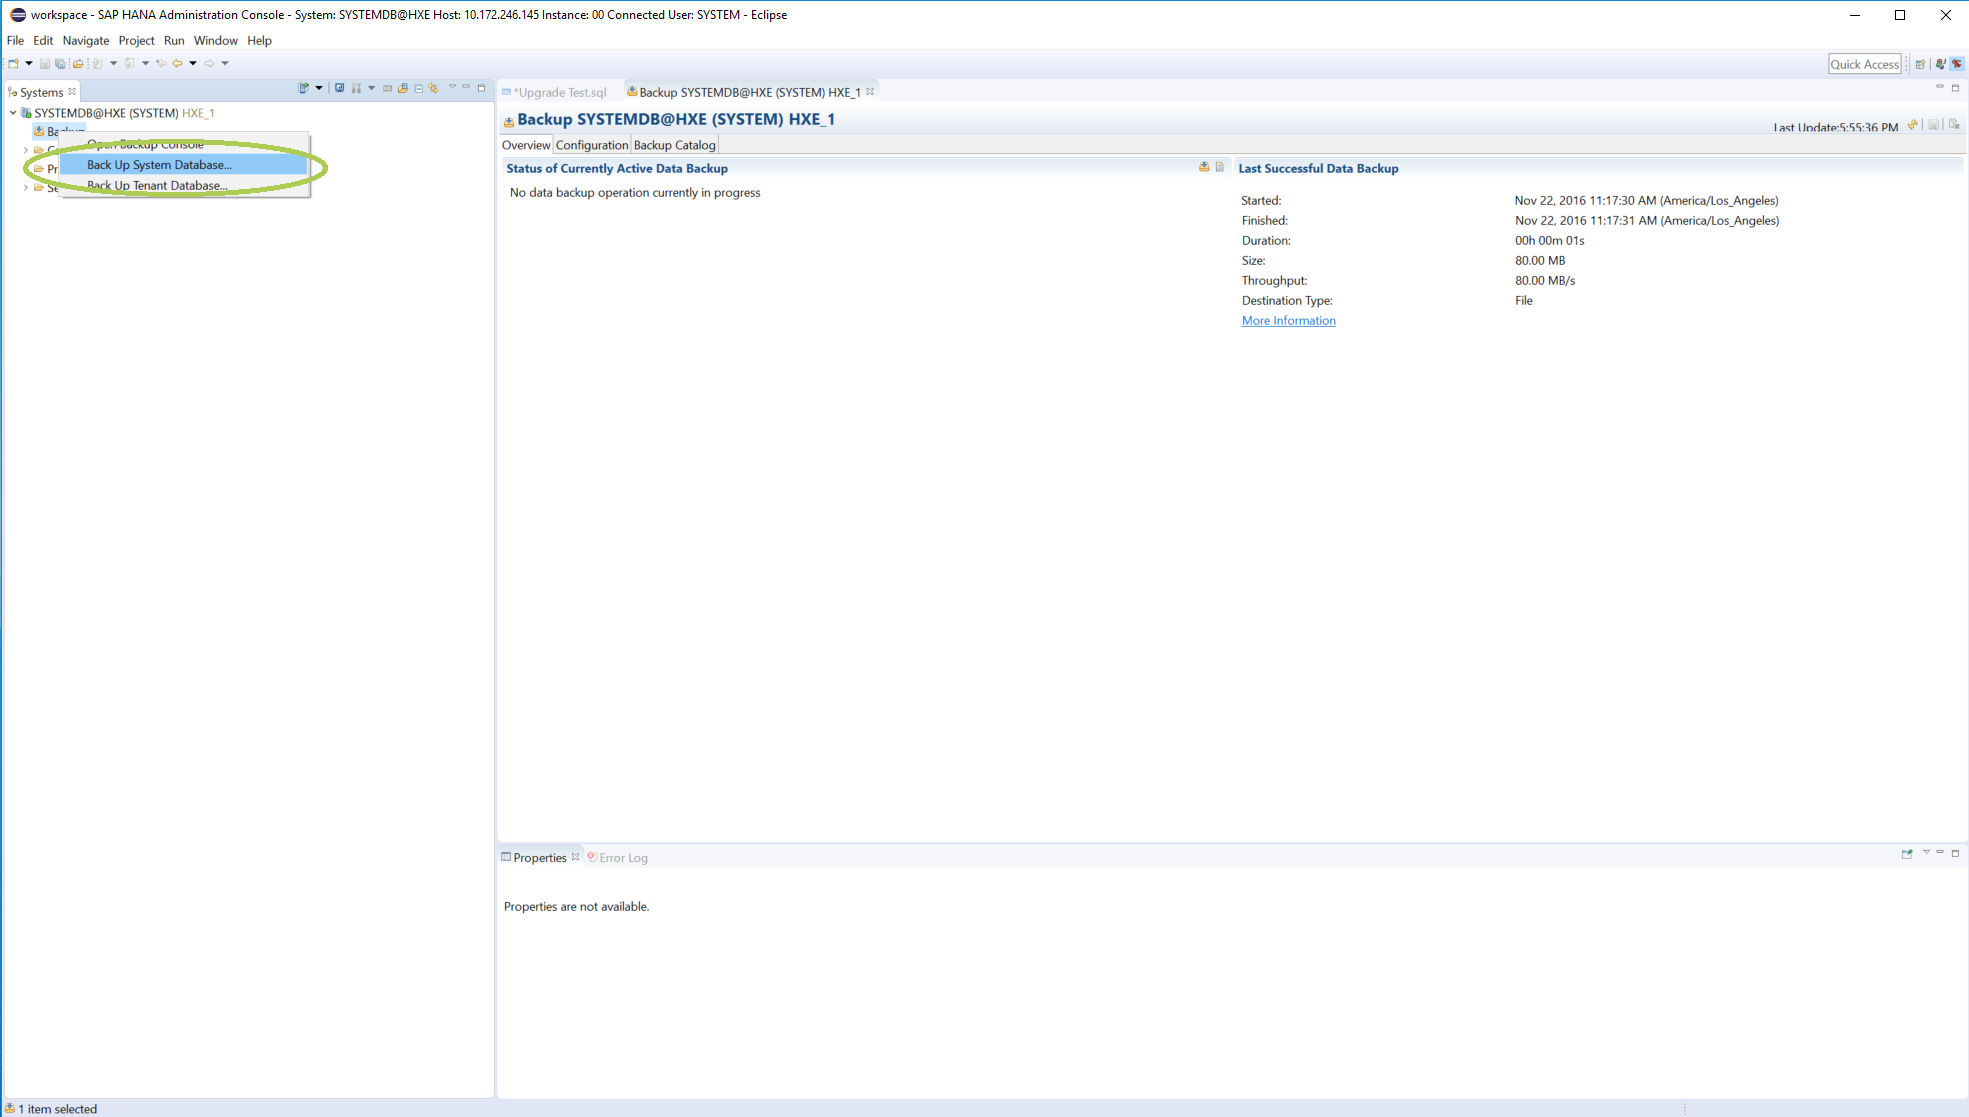 workspace - SAP HANA Administration Console - System: SYSTEMDB@HXE Host: 10.172.246.145 Instance: 00 Connected User: SYSTEM - Eclipse
File Edit Navigate Project Run Window Help
Quick Access
Systems
SYSTEMDB@HXE (SYSTEM) HXE_1
Backup
Open Backup Console
Back Up System Database...
Back Up Tenant Database...
*Upgrade Test.sql
Backup SYSTEMDB@HXE (SYSTEM) HXE_1
Backup SYSTEMDB@HXE (SYSTEM) HXE_1
Last Update:5:55:36 PM
Overview Configuration Backup Catalog
Status of Currently Active Data Backup
No data backup operation currently in progress
Last Successful Data Backup
Started: Nov 22, 2016 11:17:30 AM (America/Los_Angeles)
Finished: Nov 22, 2016 11:17:31 AM (America/Los_Angeles)
Duration: 00h 00m 01s
Size: 80.00 MB
Throughput: 80.00 MB/s
Destination Type: File
More Information
Properties Error Log
Properties are not available.
1 item selected